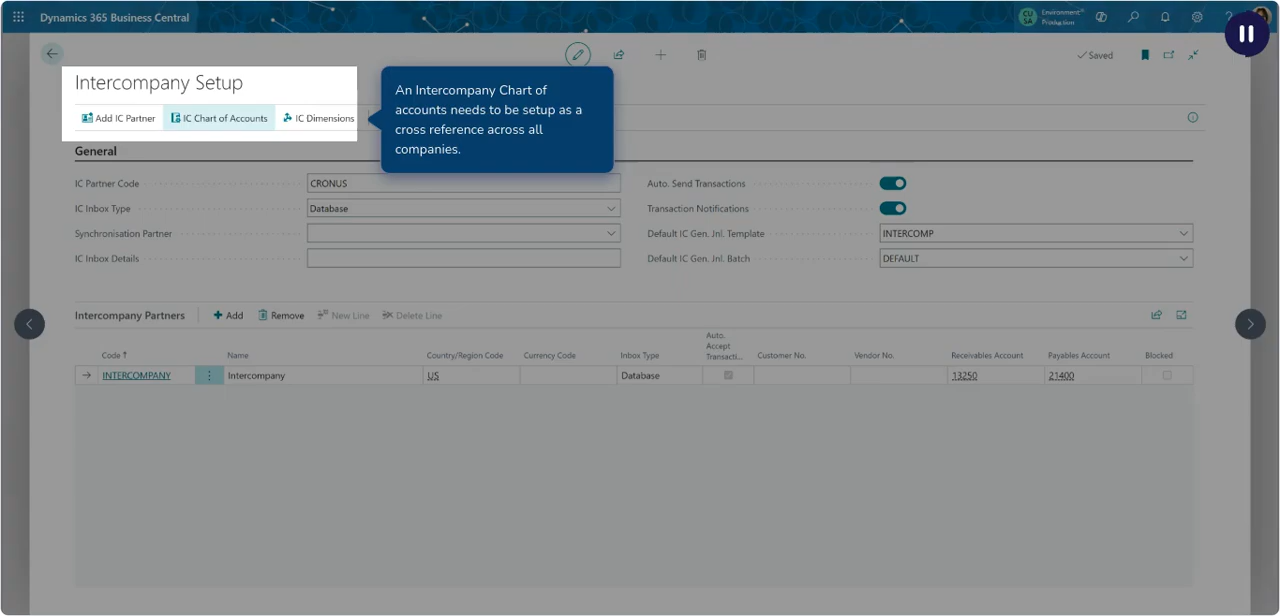 Dynamics 365 Business Central
CU
SA
Environment:
Production
?
Saved
Intercompany Setup
Add IC Partner
IC Chart of Accounts
IC Dimensions
An Intercompany Chart of
accounts needs to be setup as a
cross reference across all
companies.
General
IC Partner Code
CRONUS
Auto. Send Transactions
IC Inbox Type
Database
Transaction Notifications
Synchronisation Partner
Default IC Gen. Jnl. Template
INTERCOMP
IC Inbox Details
Default IC Gen. Jnl. Batch
DEFAULT
Intercompany Partners
Add
Remove
New Line
Delete Line
Code ↑
Name
Country/Region Code
Currency Code
Inbox Type
Auto.
Accept
Transacti...
Customer No.
Vendor No.
Receivables Account
Payables Account
Blocked
INTERCOMPANY
Intercompany
US
Database
13250
21400